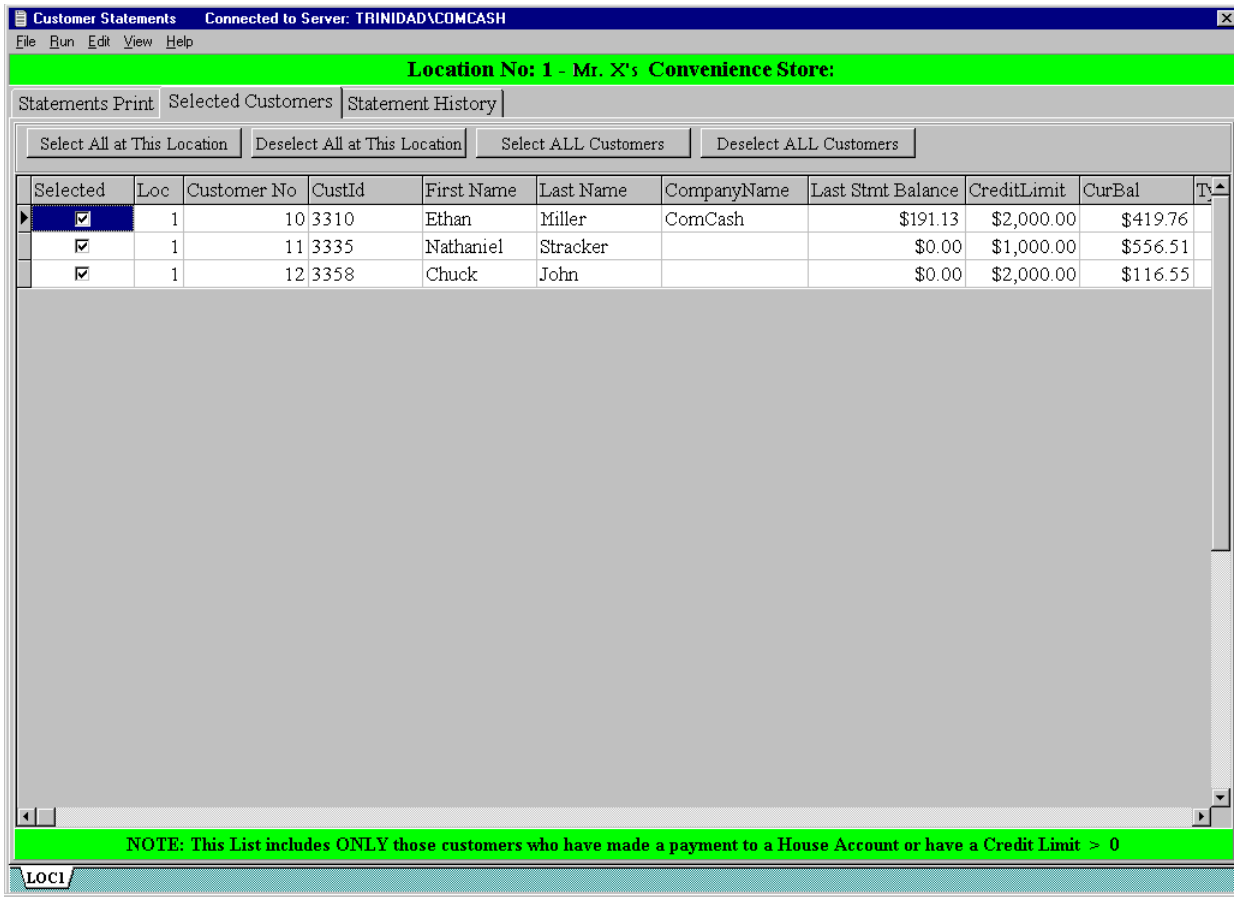 Customer Statements Connected to Server: TRINIDAD\COMCASH
File Run Edit View Help
Location No: 1 - Mr. X's Convenience Store:
Statements Print Selected Customers Statement History
Select All at This Location Deselect All at This Location Select ALL Customers Deselect ALL Customers
Selected Loc Customer No CustId First Name Last Name CompanyName Last Stmt Balance CreditLimit CurBal Ty
1 10 3310 Ethan Miller ComCash $191.13 $2,000.00 $419.76
1 11 3335 Nathaniel Stracker $0.00 $1,000.00 $556.51
1 12 3358 Chuck John $0.00 $2,000.00 $116.55
NOTE: This List includes ONLY those customers who have made a payment to a House Account or have a Credit Limit > 0
LOC1